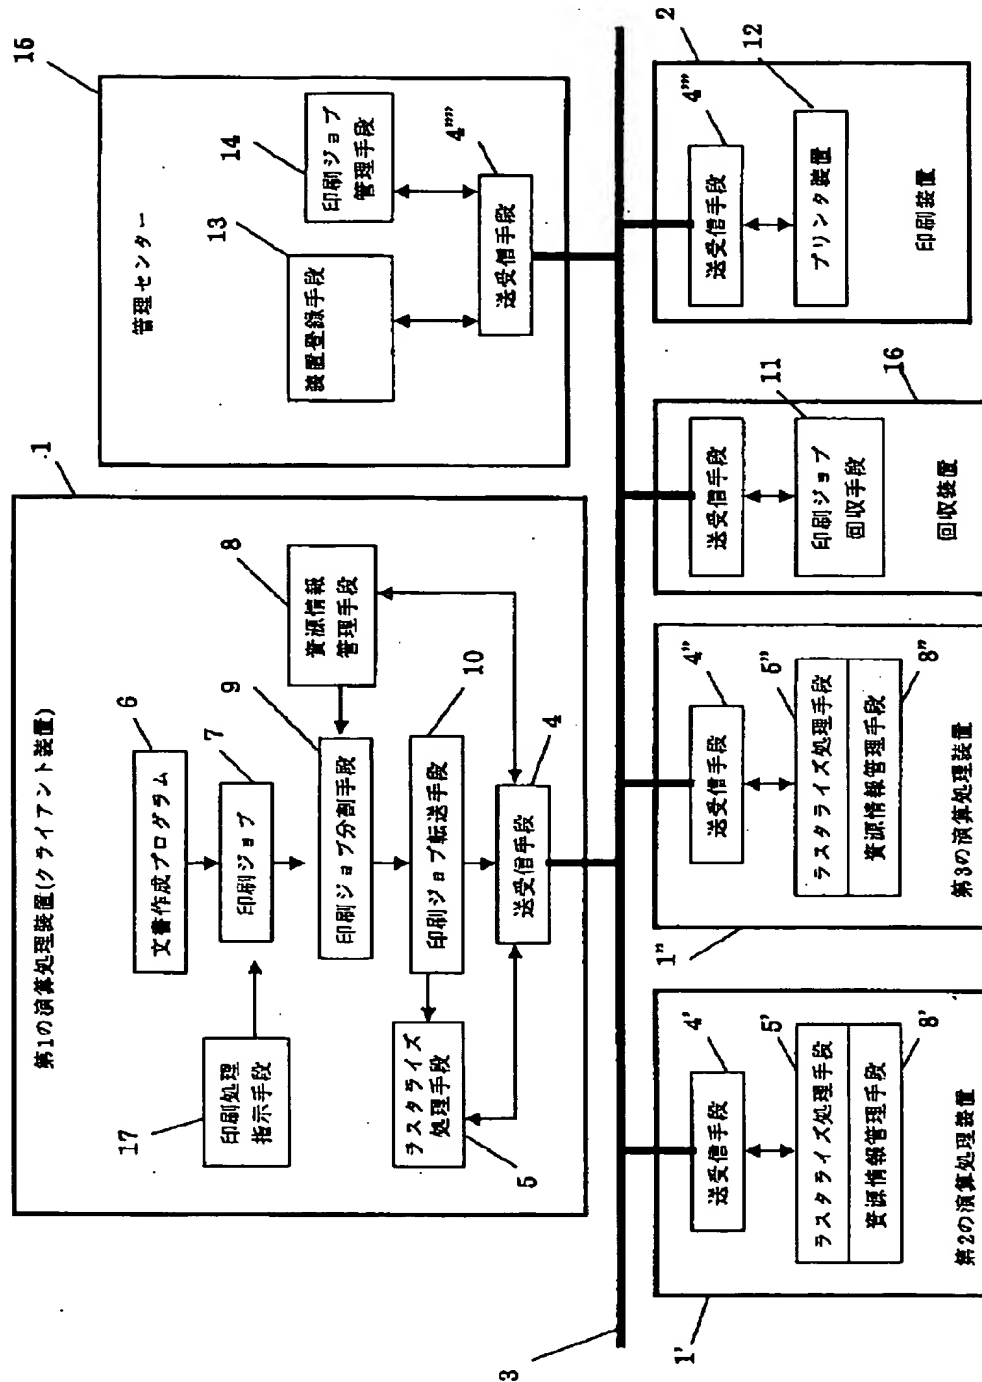 第1の演算処理装置(クライアント装置)
1
文書作成プログラム
6
印刷ジョブ
7
印刷処理
指示手段
17
印刷ジョブ分割手段
9
資源情報
管理手段
8
印刷ジョブ転送手段
10
ラスタライズ
処理手段
5
送受信手段
4
管理センター
15
装置登録手段
13
印刷ジョブ
管理手段
14
送受信手段
4''''
3
1'
送受信手段
4'
ラスタライズ処理手段
5'
資源情報管理手段
8'
第2の演算処理装置
1''
送受信手段
4''
ラスタライズ処理手段
5''
資源情報管理手段
8''
第3の演算処理装置
送受信手段
印刷ジョブ
回収手段
11
回収装置
16
2
送受信手段
4'''
プリンタ装置
12
印刷装置